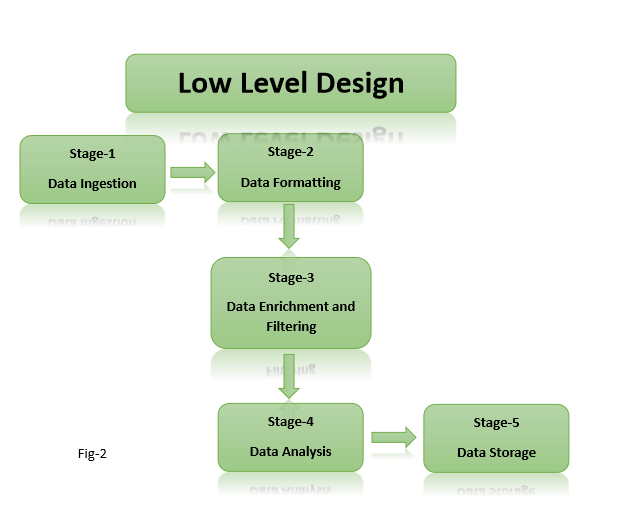 Low Level Design
Stage-1
Data Ingestion
Stage-2
Data Formatting
Stage-3
Data Enrichment and
Filtering
Stage-4
Data Analysis
Stage-5
Data Storage
Fig-2